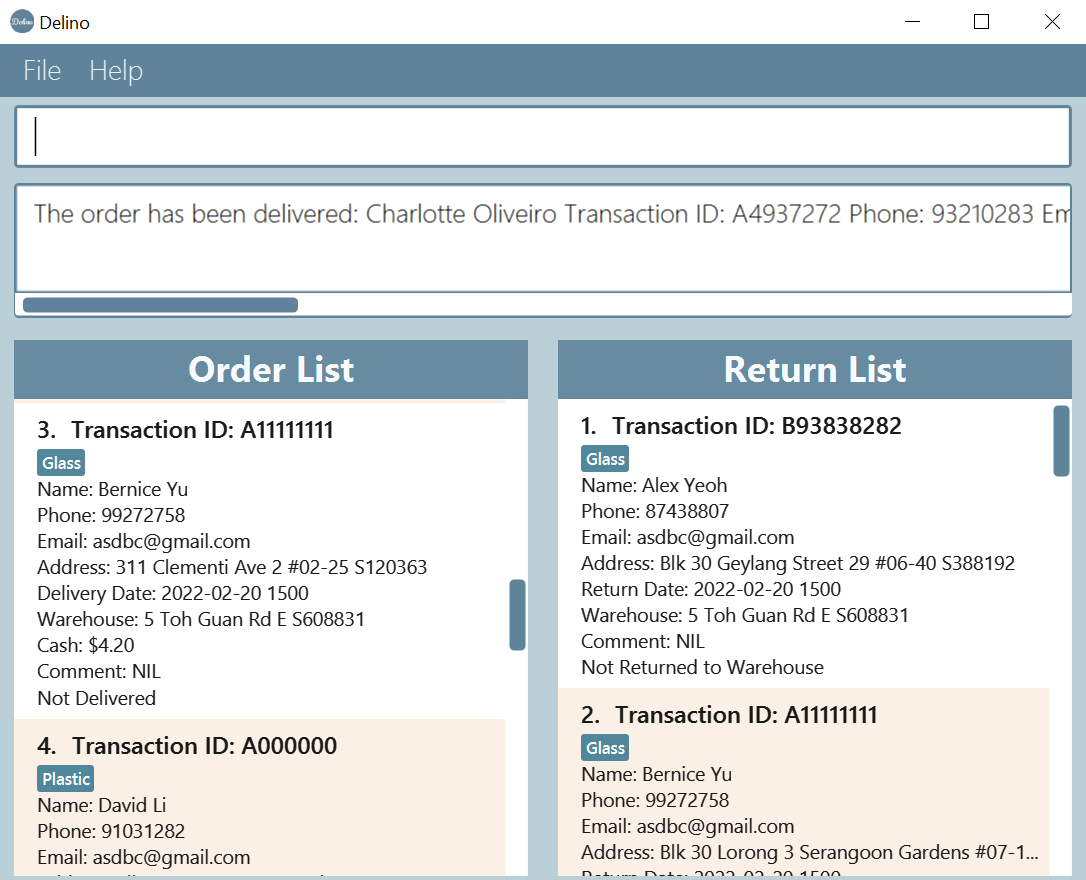 Delino
File Help
The order has been delivered: Charlotte Oliveiro Transaction ID: A4937272 Phone: 93210283 Em
Order List
3. Transaction ID: A11111111
Glass
Name: Bernice Yu
Phone: 99272758
Email: asdbc@gmail.com
Address: 311 Clementi Ave 2 #02-25 S120363
Delivery Date: 2022-02-20 1500
Warehouse: 5 Toh Guan Rd E S608831
Cash: $4.20
Comment: NIL
Not Delivered
4. Transaction ID: A000000
Plastic
Name: David Li
Phone: 91031282
Email: asdbc@gmail.com
Return List
1. Transaction ID: B93838282
Glass
Name: Alex Yeoh
Phone: 87438807
Email: asdbc@gmail.com
Address: Blk 30 Geylang Street 29 #06-40 S388192
Return Date: 2022-02-20 1500
Warehouse: 5 Toh Guan Rd E S608831
Comment: NIL
Not Returned to Warehouse
2. Transaction ID: A11111111
Glass
Name: Bernice Yu
Phone: 99272758
Email: asdbc@gmail.com
Address: Blk 30 Lorong 3 Serangoon Gardens #07-1...
Return Date: 2022-02-20 1500